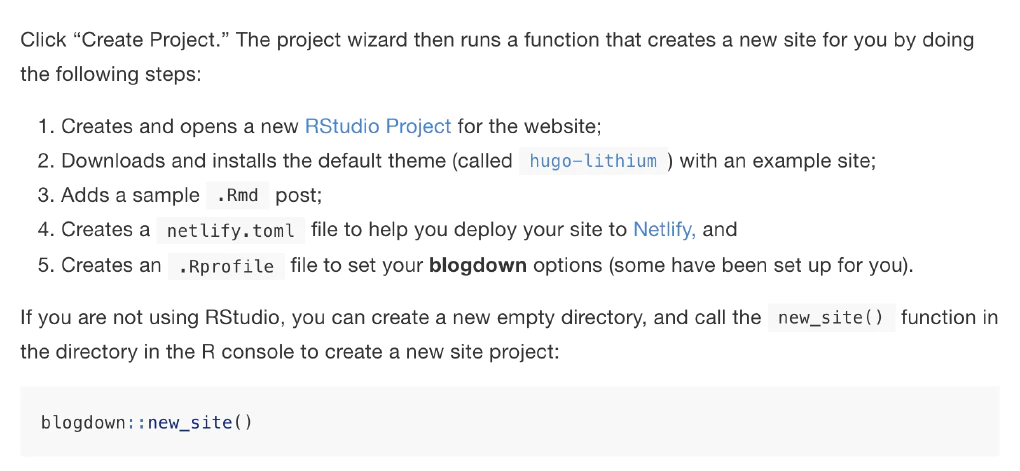 Click “Create Project.” The project wizard then runs a function that creates a new site for you by doing
the following steps:
1. Creates and opens a new RStudio Project for the website;
2. Downloads and installs the default theme (called hugo-lithium ) with an example site;
3. Adds a sample .Rmd post;
4. Creates a netlify.toml file to help you deploy your site to Netlify, and
5. Creates an .Rprofile file to set your blogdown options (some have been set up for you).
If you are not using RStudio, you can create a new empty directory, and call the new_site() function in
the directory in the R console to create a new site project:
blogdown::new_site()